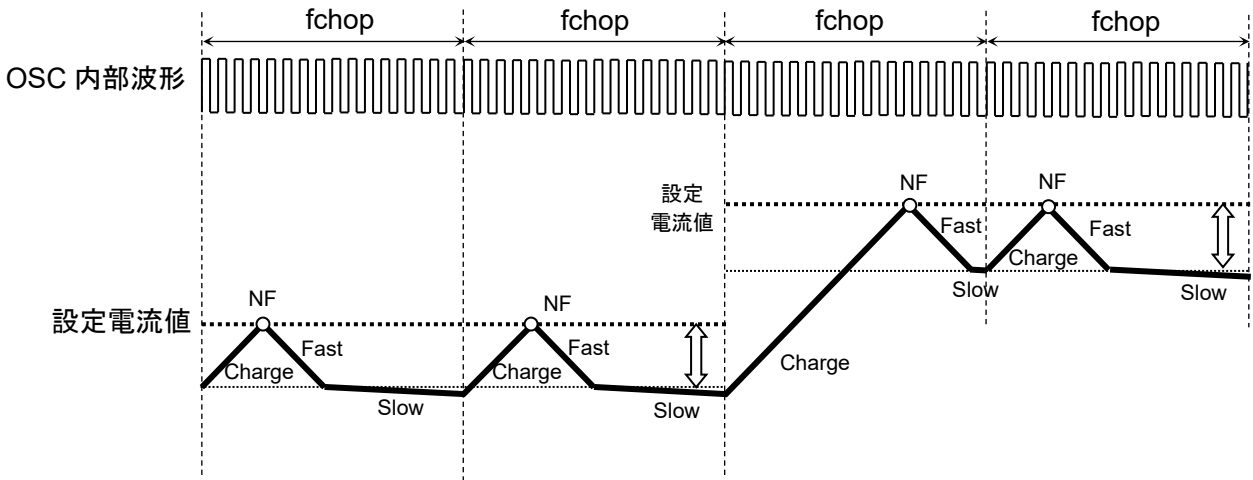 fchop
fchop
fchop
fchop
OSC 内部波形
設定
電流値
NF
Fast
Charge
Slow
NF
Fast
Charge
Slow
設定電流値
NF
Fast
Charge
Slow
NF
Fast
Charge
Slow